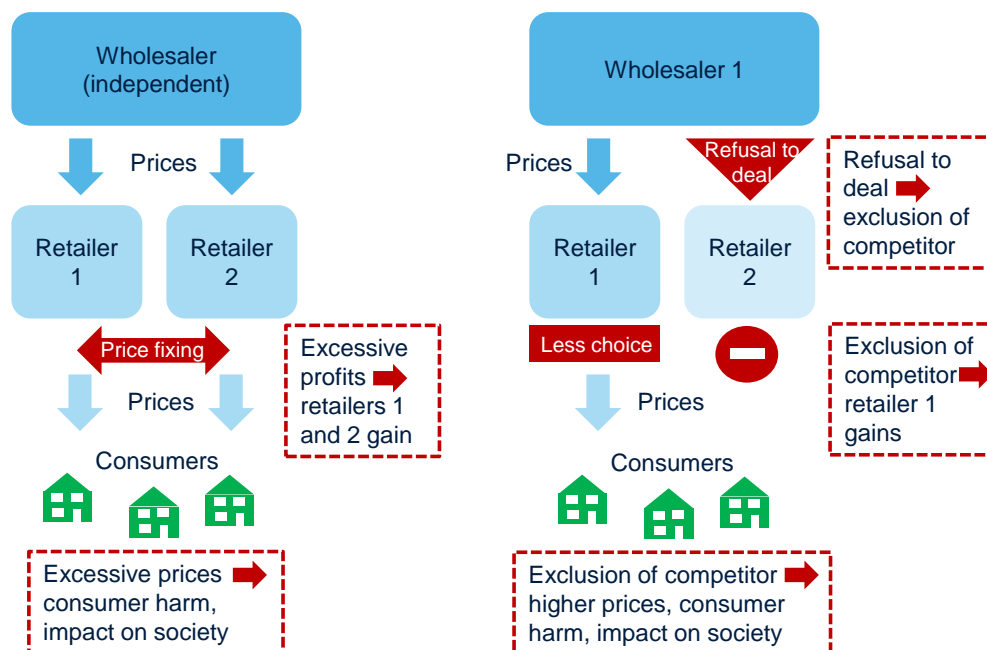 Wholesaler
(independent)
Prices
Retailer
1
Retailer
2
Price fixing
Excessive
profits
retailers 1
and 2 gain
Prices
Consumers
Excessive prices
consumer harm,
impact on society
Wholesaler 1
Prices
Refusal to
deal
Refusal to
deal
exclusion of
competitor
Retailer
1
Retailer
2
Less choice
Exclusion of
competitor
retailer 1
gains
Prices
Consumers
Exclusion of competitor
higher prices, consumer
harm, impact on society